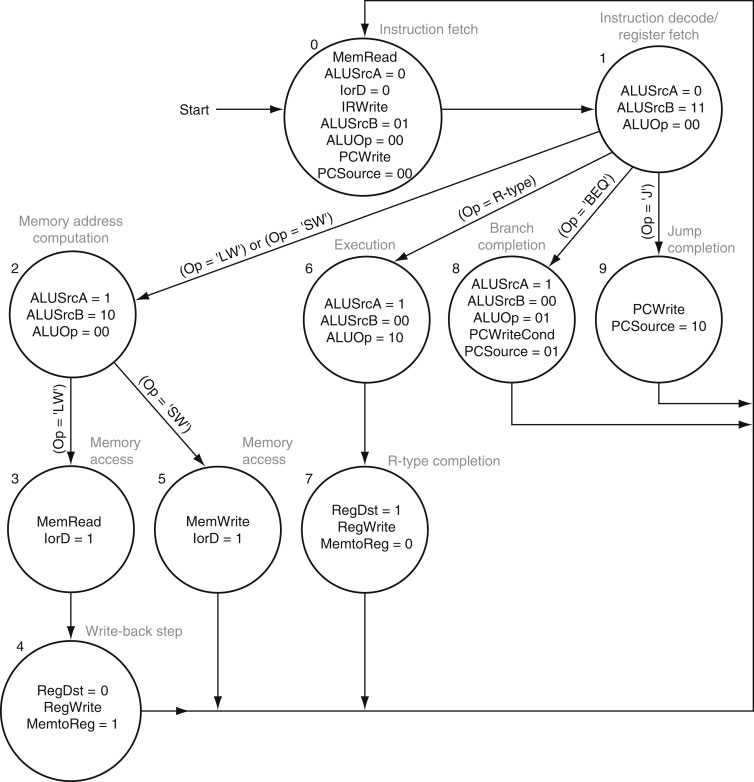 Instruction fetch
0
MemRead
ALUSrcA = 0
IorD = 0
IRWrite
ALUSrcB = 01
ALUOp = 00
PCWrite
PCSource = 00
Start
Instruction decode/
register fetch
1
ALUSrcA = 0
ALUSrcB = 11
ALUOp = 00
(Op = 'LW') or (Op = 'SW')
(Op = R-type)
(Op = 'BEQ')
(Op = 'J')
Memory address
computation
2
ALUSrcA = 1
ALUSrcB = 10
ALUOp = 00
Execution
6
ALUSrcA = 1
ALUSrcB = 00
ALUOp = 10
Branch
completion
8
ALUSrcA = 1
ALUSrcB = 00
ALUOp = 01
PCWriteCond
PCSource = 01
Jump
completion
9
PCWrite
PCSource = 10
(Op = 'LW')
(Op = 'SW')
Memory
access
3
MemRead
IorD = 1
Memory
access
5
MemWrite
IorD = 1
R-type completion
7
RegDst = 1
RegWrite
MemtoReg = 0
Write-back step
4
RegDst = 0
RegWrite
MemtoReg = 1